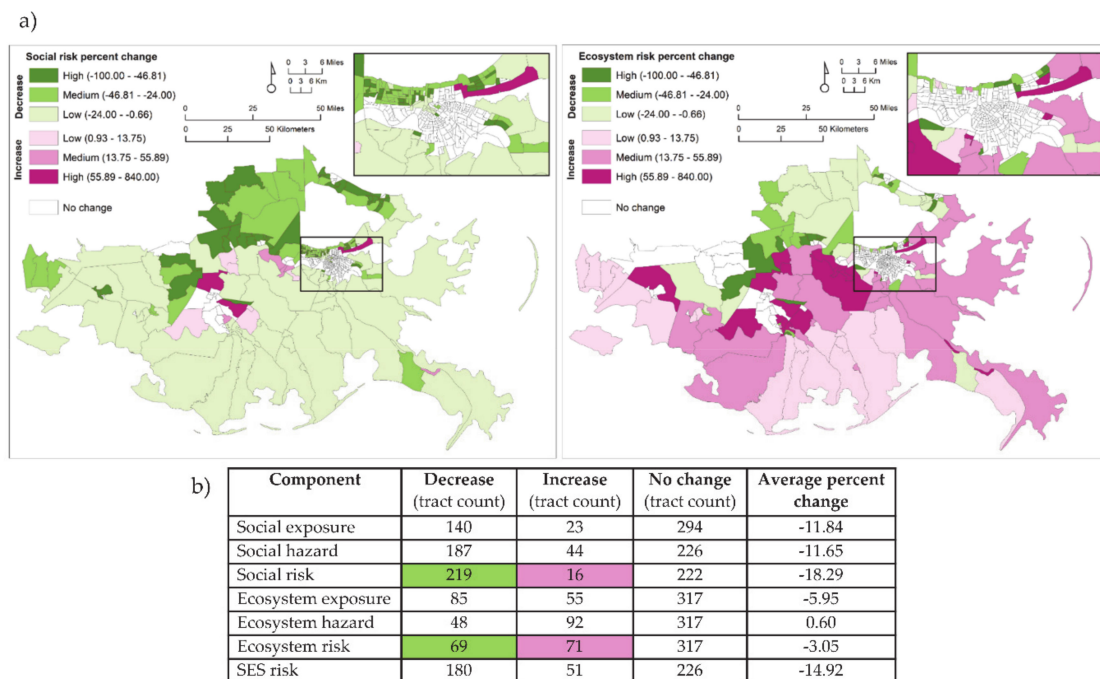 a)
Social risk percent change
Decrease
High (-100.00 - -46.81)
Medium (-46.81 - -24.00)
Low (-24.00 - -0.66)
Increase
Low (0.93 - 13.75)
Medium (13.75 - 55.89)
High (55.89 - 840.00)
No change
0 3 6 Miles
0 3 6 Km
0 25 50 Miles
0 25 50 Kilometers
Ecosystem risk percent change
Decrease
High (-100.00 - -46.81)
Medium (-46.81 - -24.00)
Low (-24.00 - -0.66)
Increase
Low (0.93 - 13.75)
Medium (13.75 - 55.89)
High (55.89 - 840.00)
No change
0 3 6 Miles
0 3 6 Km
0 25 50 Miles
0 25 50 Kilometers
b)
Component Decrease Increase No change Average percent
(tract count) (tract count) (tract count) change
Social exposure 140 23 294 -11.84
Social hazard 187 44 226 -11.65
Social risk 219 16 222 -18.29
Ecosystem exposure 85 55 317 -5.95
Ecosystem hazard 48 92 317 0.60
Ecosystem risk 69 71 317 -3.05
SES risk 180 51 226 -14.92